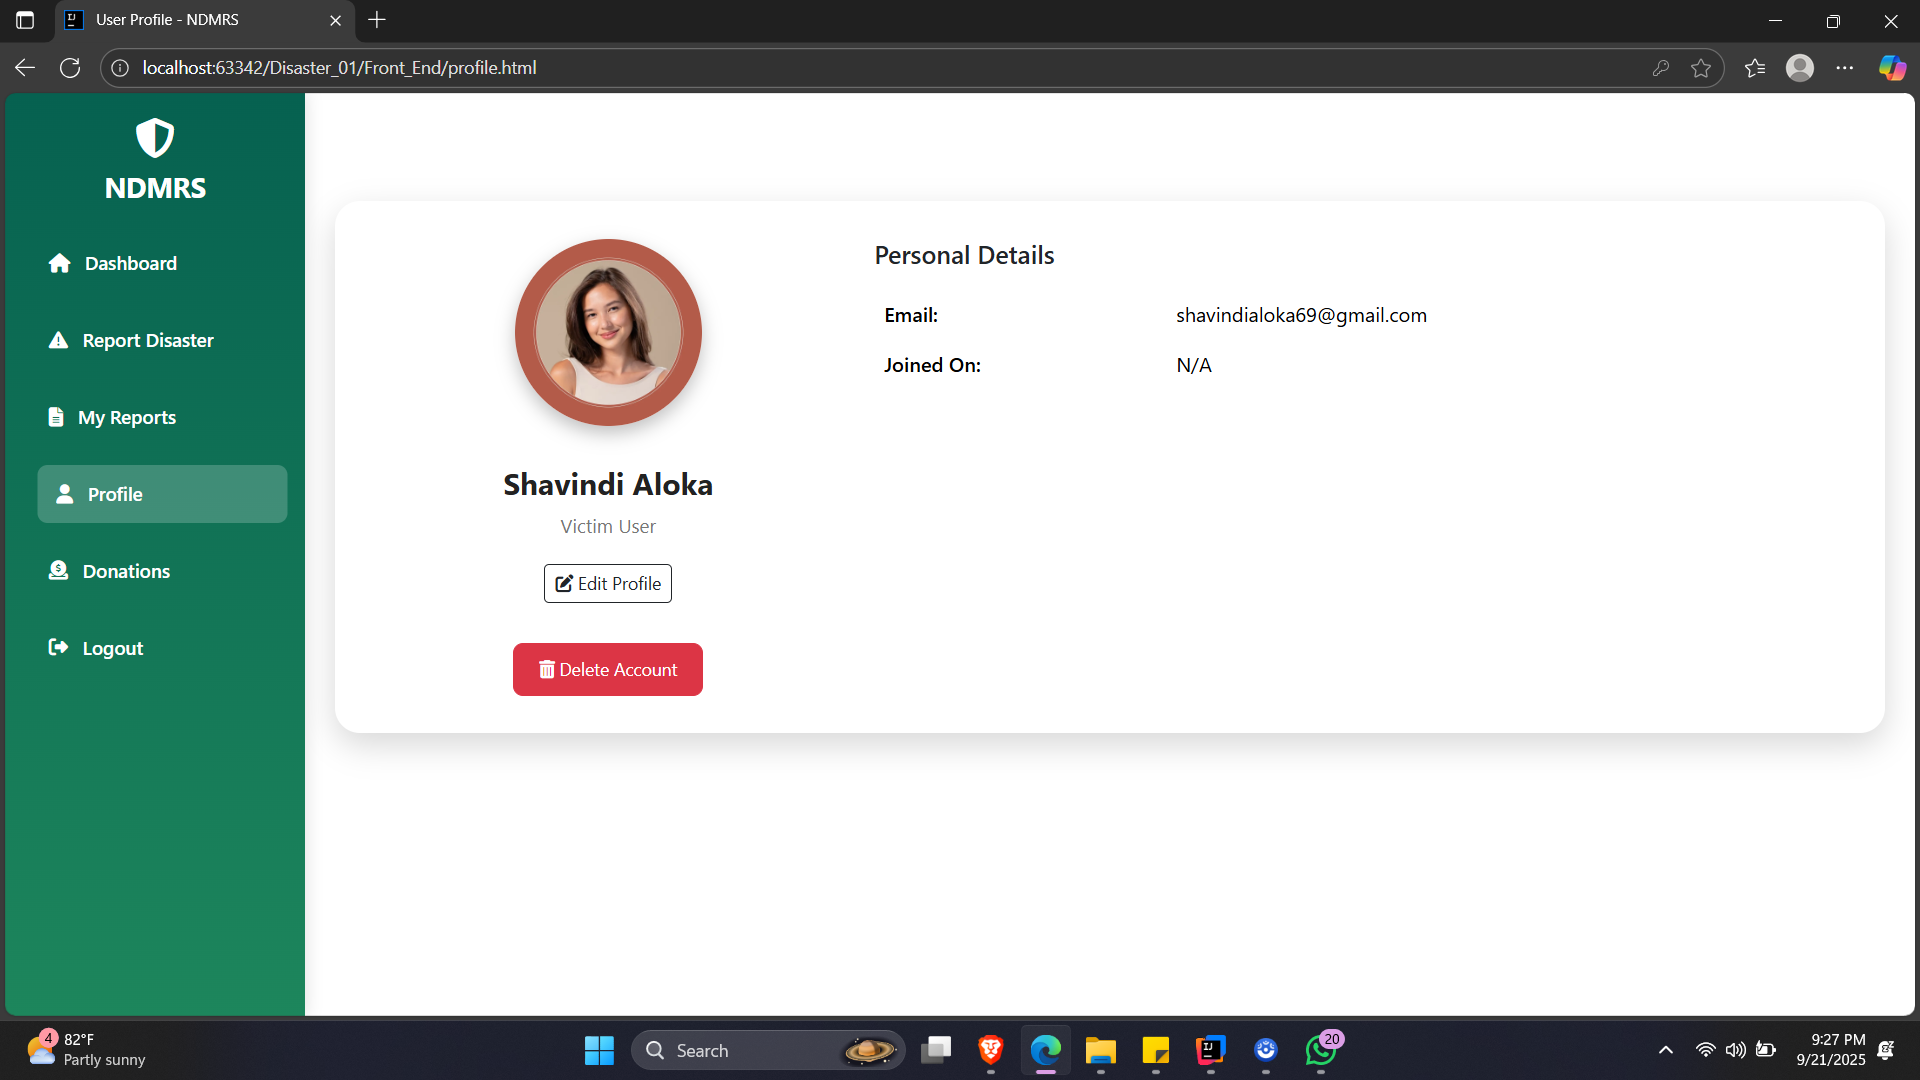 User Profile - NDMRS
localhost:63342/Disaster_01/Front_End/profile.html
NDMRS
Dashboard
Report Disaster
My Reports
Profile
Donations
Logout
Shavindi Aloka
Victim User
Edit Profile
Delete Account
Personal Details
Email: shavindialoka69@gmail.com
Joined On: N/A
4
82°F
Partly sunny
Search
20
9:27 PM
9/21/2025